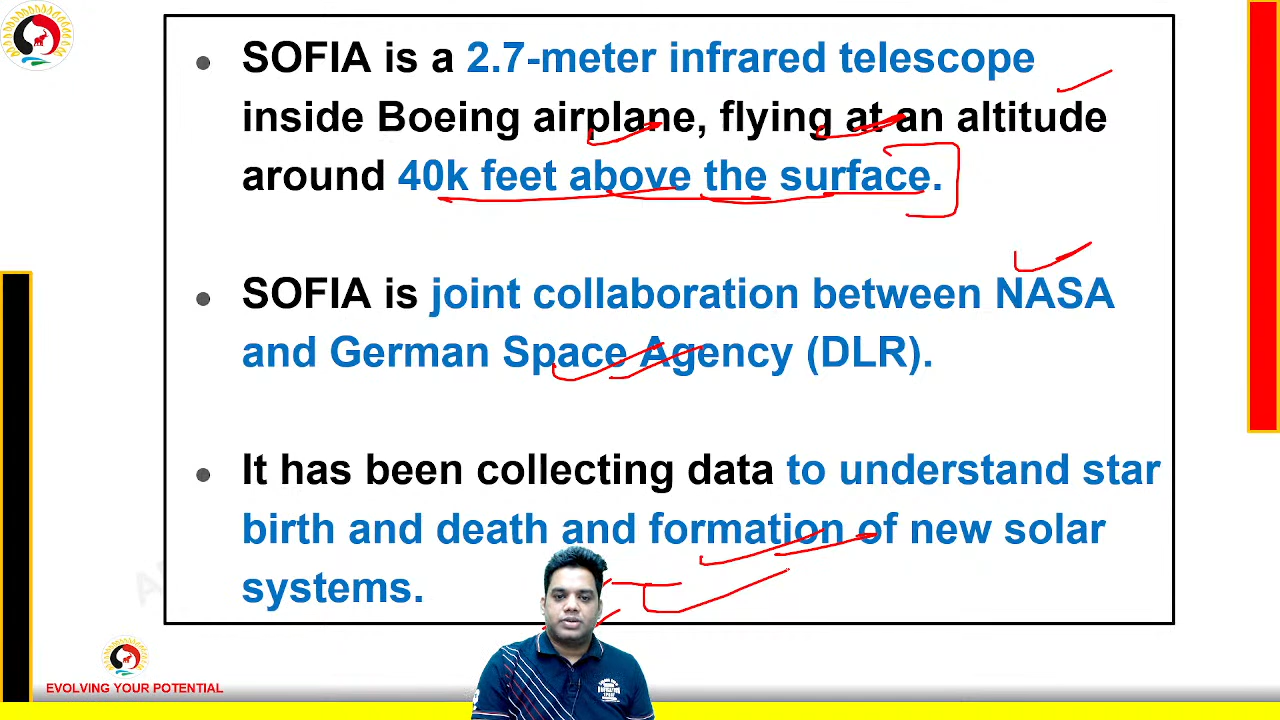 SOFIA is a 2.7-meter infrared telescope
inside Boeing airplane, flying at an altitude
around 40k feet above the surface.
SOFIA is joint collaboration between NASA
and German Space Agency (DLR).
It has been collecting data to understand star
birth and death and formation of new solar
systems.
EVOLVING YOUR POTENTIAL